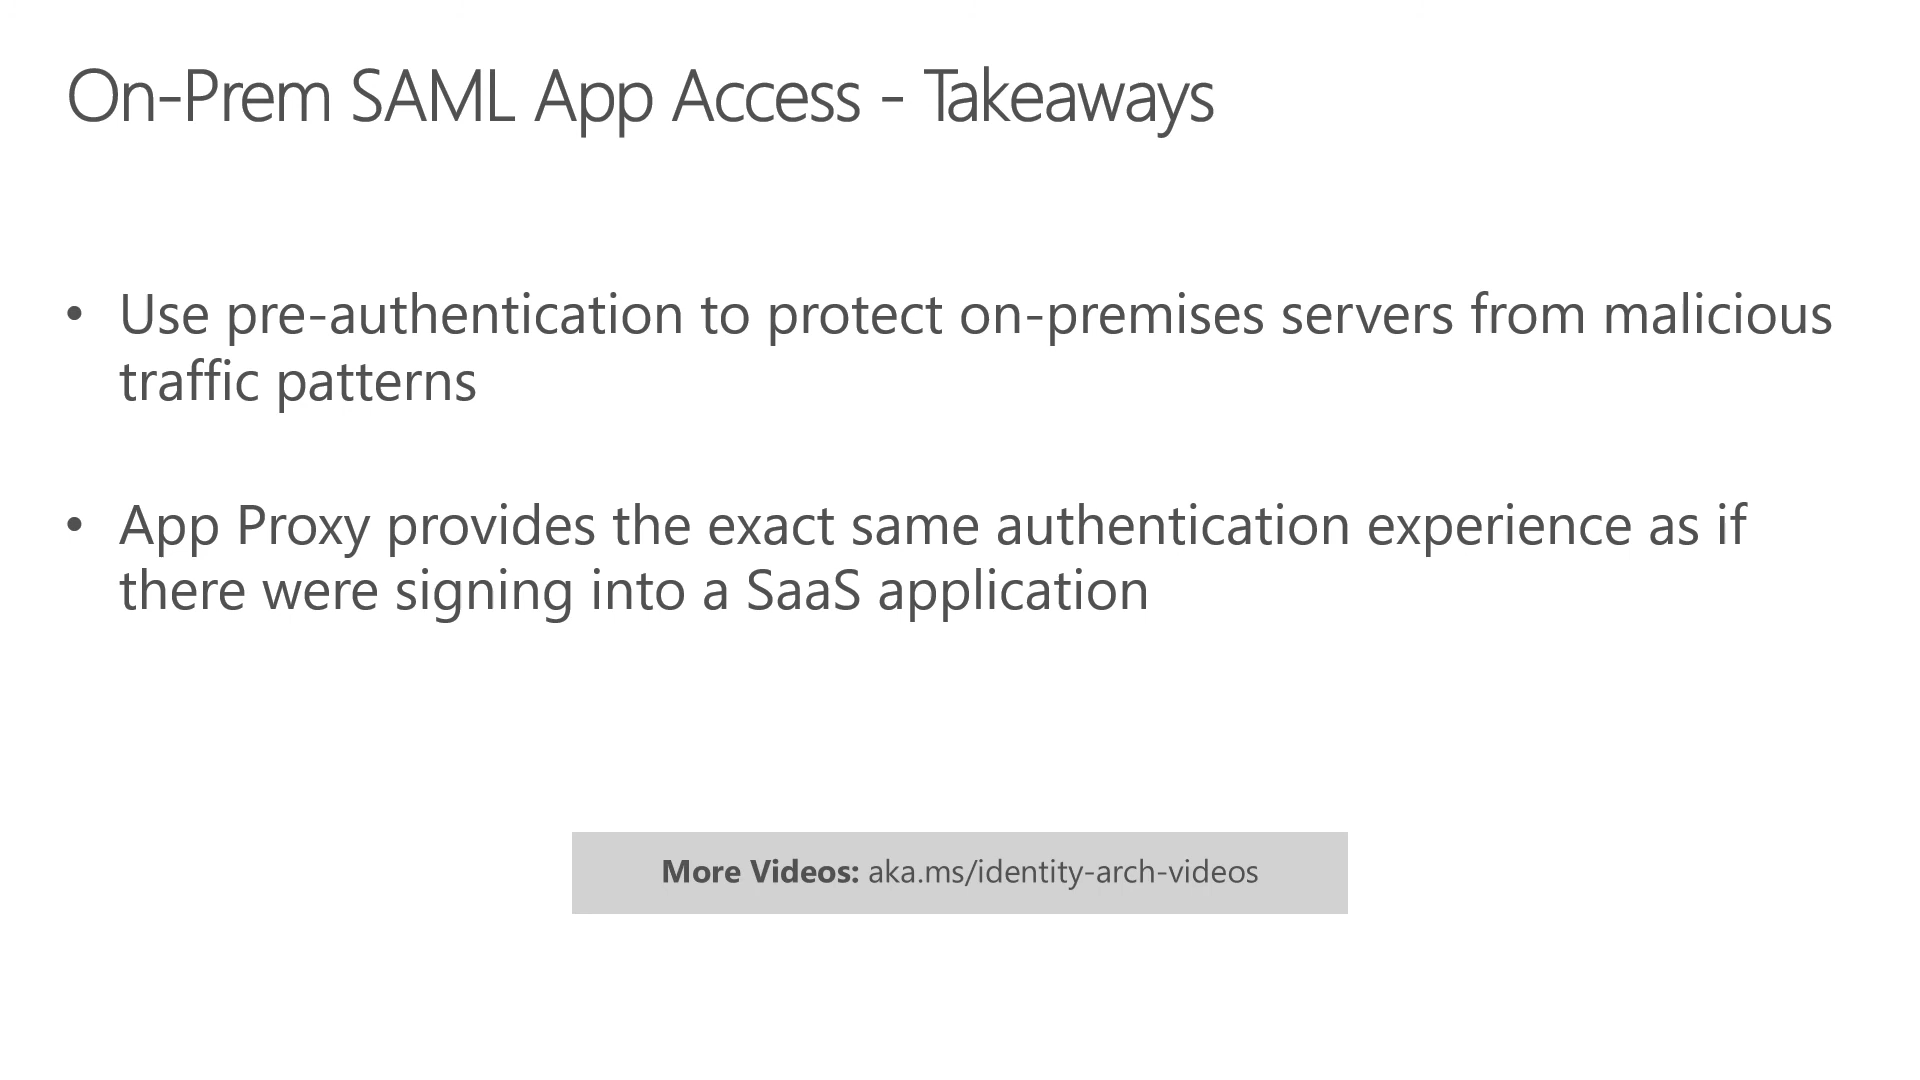 On-Prem SAML App Access - Takeaways
• Use pre-authentication to protect on-premises servers from malicious
traffic patterns
• App Proxy provides the exact same authentication experience as if
there were signing into a SaaS application
More Videos: aka.ms/identity-arch-videos